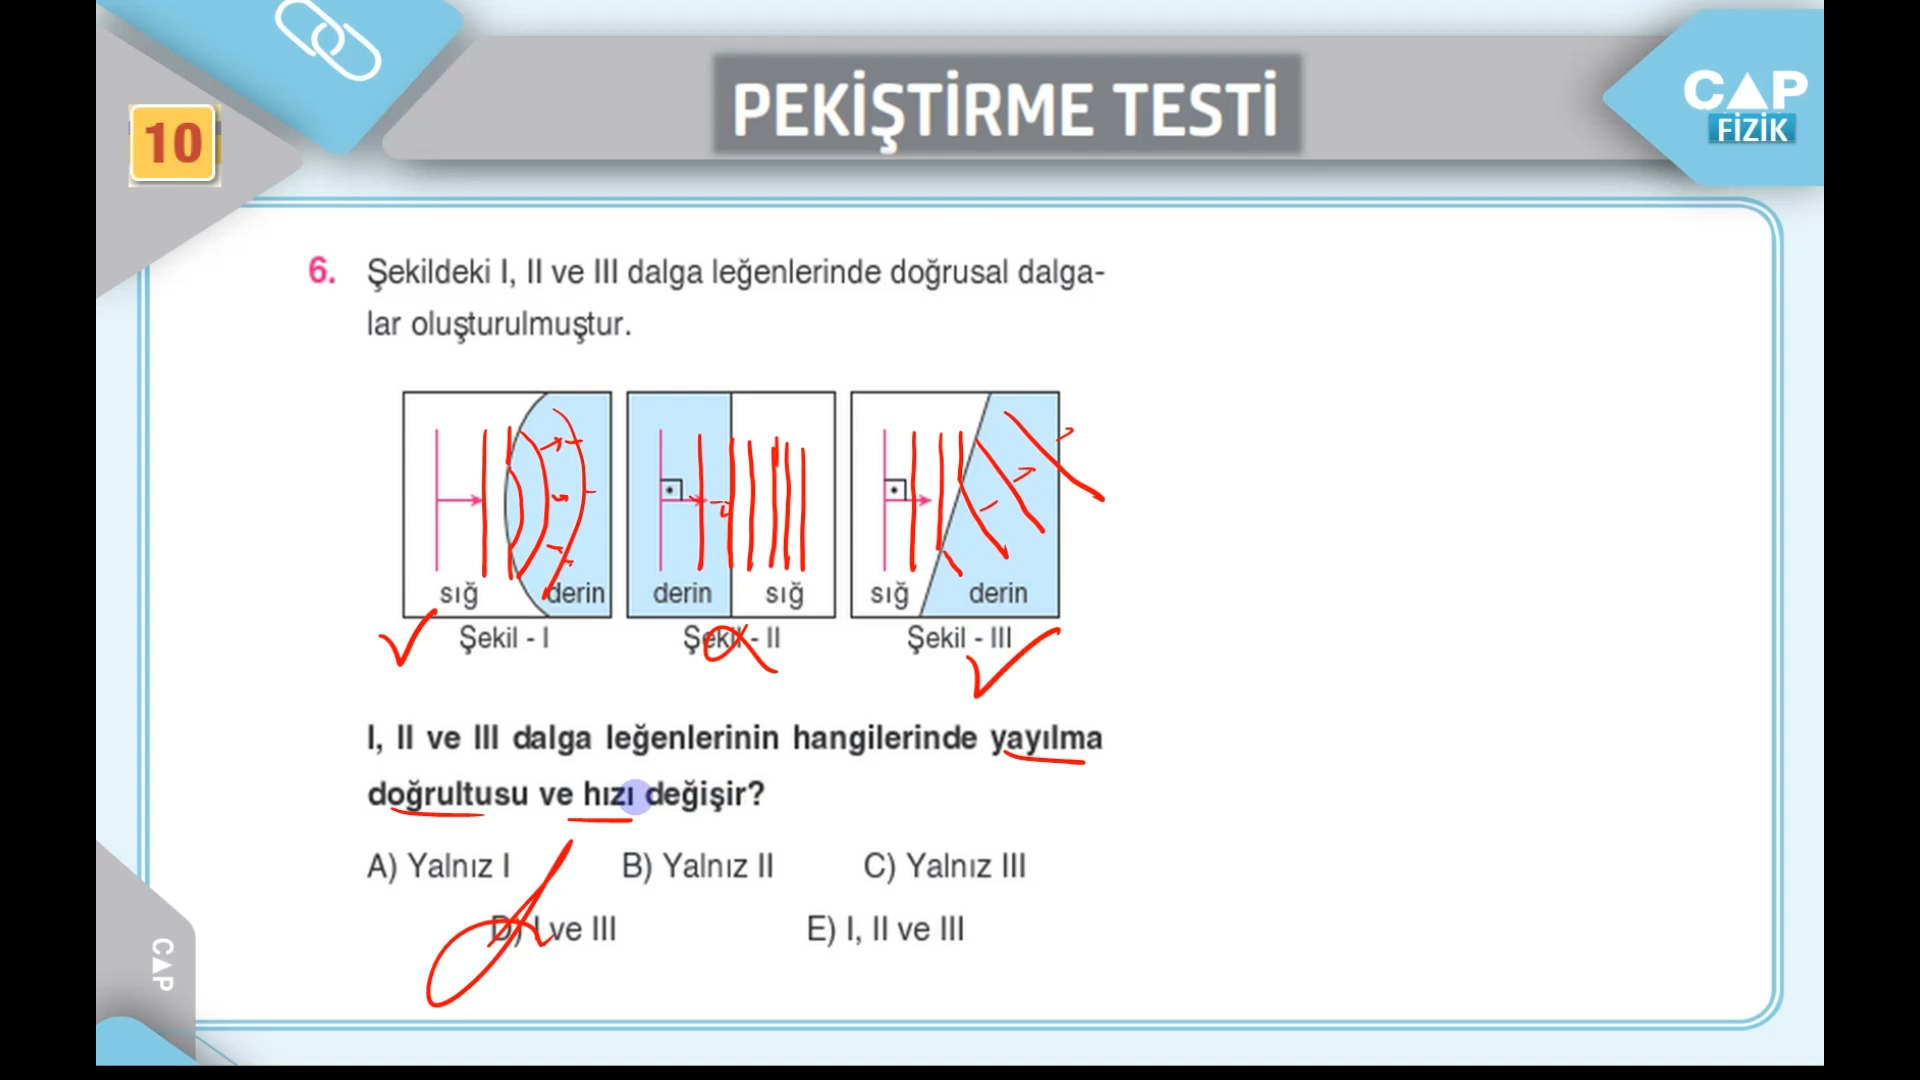 PEKİŞTİRME TESTİ
CAP
FİZİK
10
6. Şekildeki I, II ve III dalga leğenlerinde doğrusal dalga-
lar oluşturulmuştur.
sığ derin derin sığ sığ derin
Şekil - I Şekil - II Şekil - III
I, II ve III dalga leğenlerinin hangilerinde yayılma
doğrultusu ve hızı değişir?
A) Yalnız I B) Yalnız II C) Yalnız III
D) I ve III E) I, II ve III
CAP